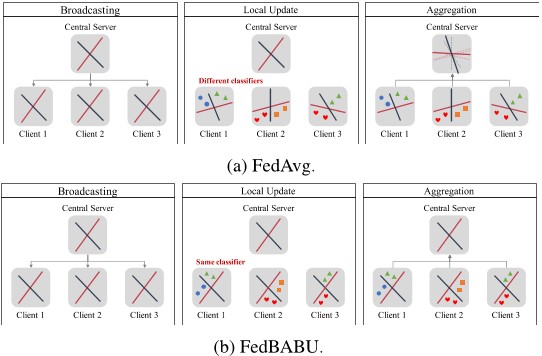 Broadcasting
Local Update
Aggregation
Central Server
Central Server
Central Server
Different classifiers
Client 1
Client 2
Client 3
Client 1
Client 2
Client 3
Client 1
Client 2
Client 3
(a) FedAvg.
Broadcasting
Local Update
Aggregation
Central Server
Central Server
Central Server
Same classifier
Client 1
Client 2
Client 3
Client 1
Client 2
Client 3
Client 1
Client 2
Client 3
(b) FedBABU.